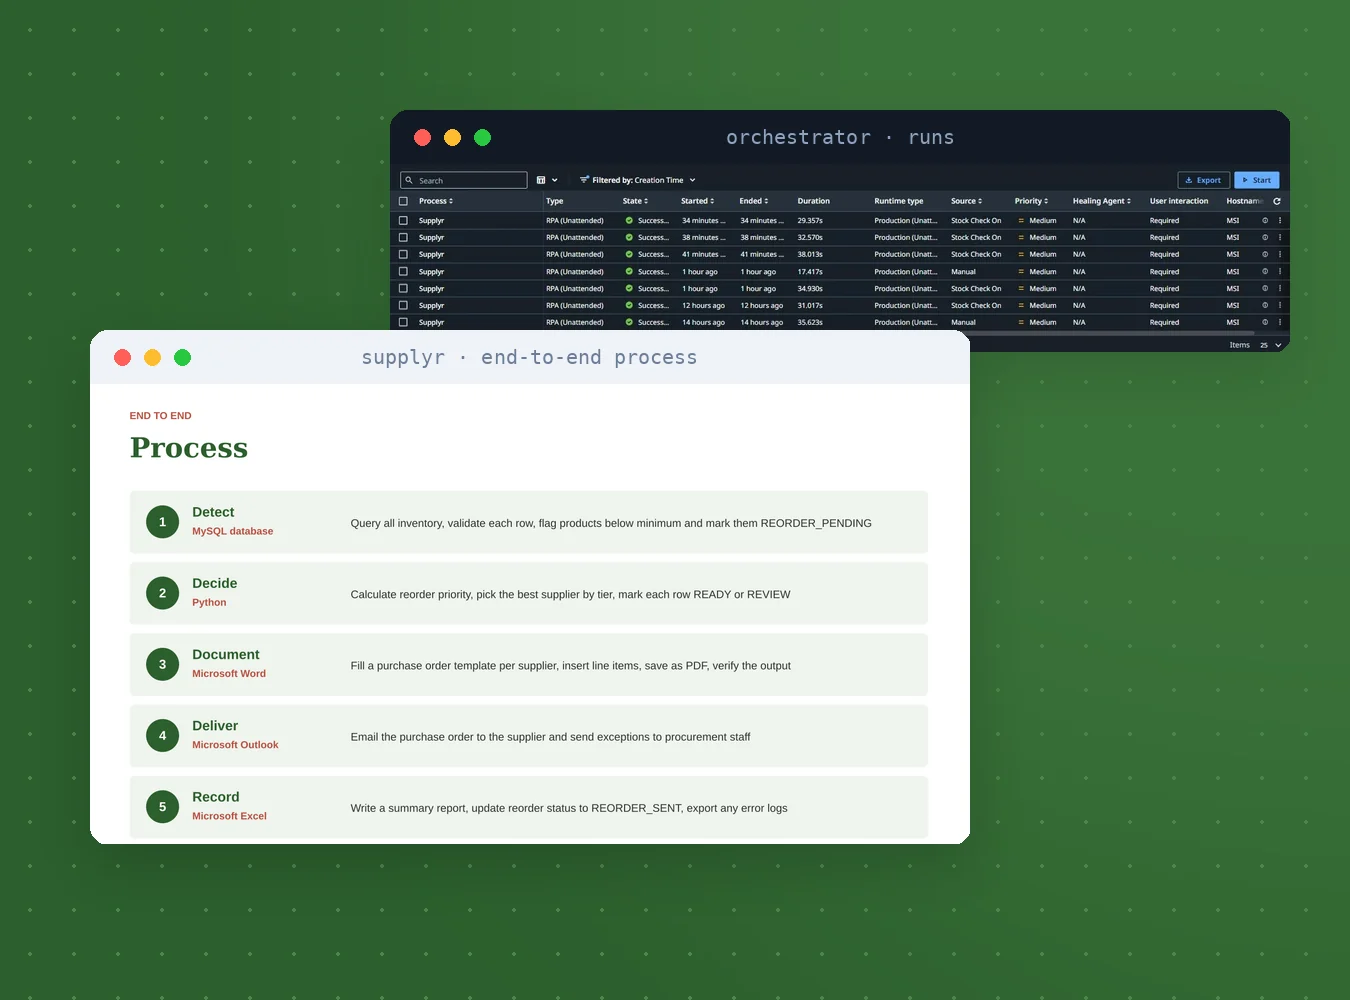 orchestrator · runs
Search Filtered by: Creation Time Export Start
Process Type State Started Ended Duration Runtime type Source Priority Healing Agent User interaction Hostname
Supplyr RPA (Unattended) Success... 34 minutes ... 34 minutes ... 29.357s Production (Unatt... Stock Check On = Medium N/A Required MSI
Supplyr RPA (Unattended) Success... 38 minutes ... 38 minutes ... 32.570s Production (Unatt... Stock Check On = Medium N/A Required MSI
Supplyr RPA (Unattended) Success... 41 minutes ... 41 minutes ... 38.013s Production (Unatt... Stock Check On = Medium N/A Required MSI
Supplyr RPA (Unattended) Success... 1 hour ago 1 hour ago 17.417s Production (Unatt... Manual = Medium N/A Required MSI
Supplyr RPA (Unattended) Success... 1 hour ago 1 hour ago 34.930s Production (Unatt... Stock Check On = Medium N/A Required MSI
Supplyr RPA (Unattended) Success... 12 hours ago 12 hours ago 31.017s Production (Unatt... Stock Check On = Medium N/A Required MSI
Supplyr RPA (Unattended) Success... 14 hours ago 14 hours ago 35.623s Production (Unatt... Manual = Medium N/A Required MSI
Items 25
supplyr · end-to-end process
END TO END
Process
1 Detect
MySQL database
Query all inventory, validate each row, flag products below minimum and mark them REORDER_PENDING
2 Decide
Python
Calculate reorder priority, pick the best supplier by tier, mark each row READY or REVIEW
3 Document
Microsoft Word
Fill a purchase order template per supplier, insert line items, save as PDF, verify the output
4 Deliver
Microsoft Outlook
Email the purchase order to the supplier and send exceptions to procurement staff
5 Record
Microsoft Excel
Write a summary report, update reorder status to REORDER_SENT, export any error logs